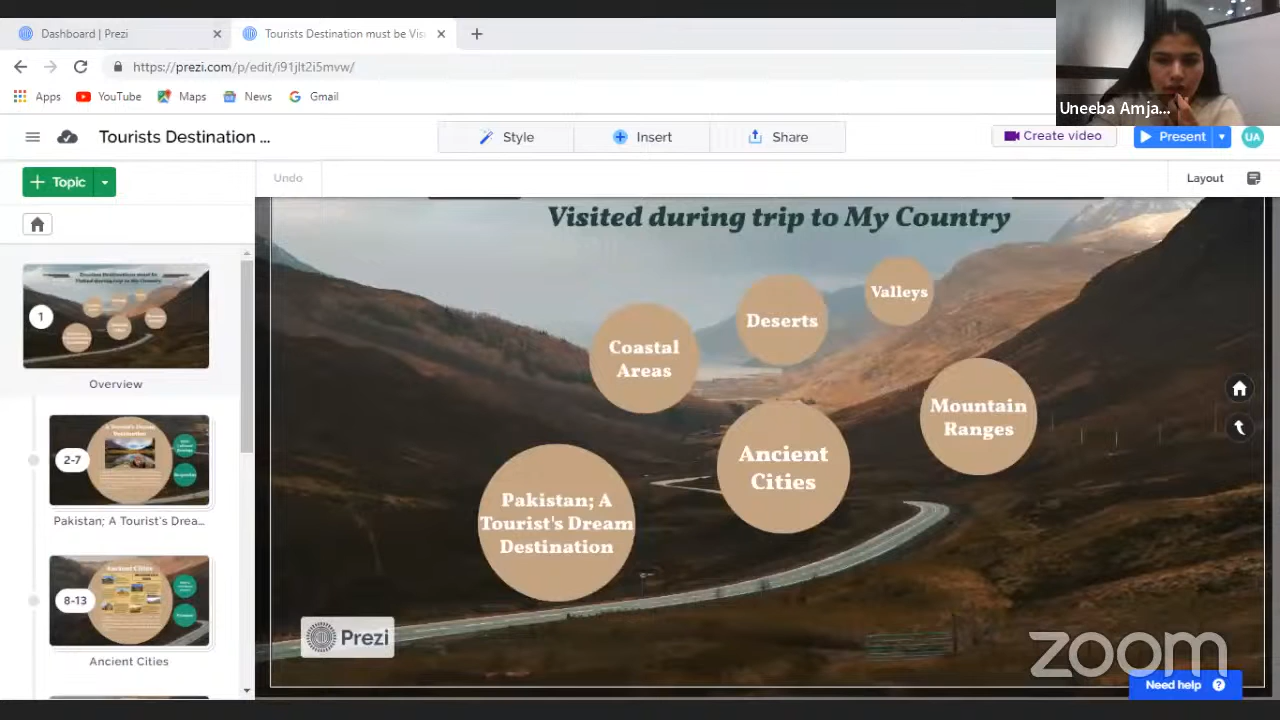 Dashboard | Prezi
Tourists Destination must be Vis
https://prezi.com/p/edit/i91jlt2i5mvw/
Apps
YouTube
Maps
News
Gmail
Uneeba Amja...
Tourists Destination ...
Style
Insert
Share
Create video
Present
UA
Topic
Undo
Layout
Visited during trip to My Country
1
Overview
2-7
Pakistan; A Tourist's Drea...
8-13
Ancient Cities
Ancient Cities
Valleys
Deserts
Coastal
Areas
Mountain
Ranges
Ancient
Cities
Pakistan; A
Tourist's Dream
Destination
Prezi
zoom
Need help ?